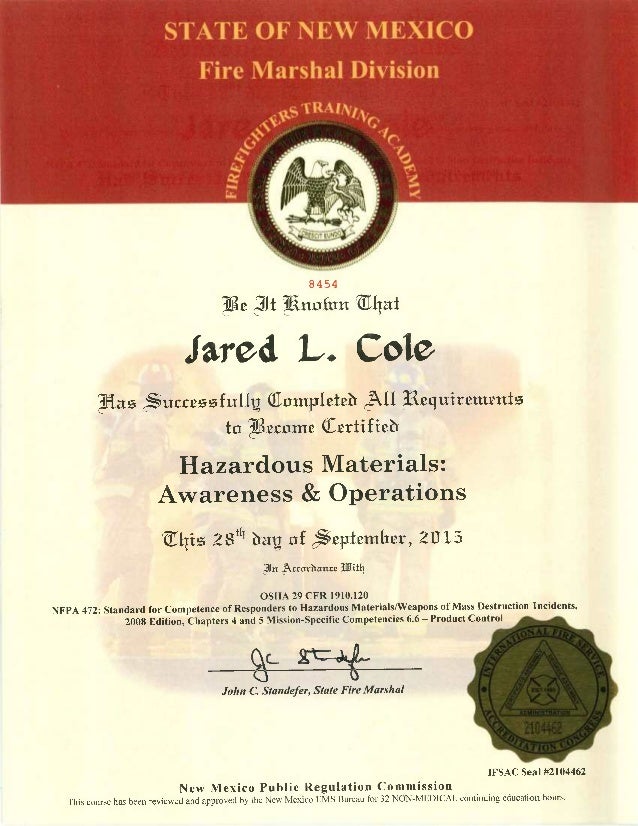 STATE OF NEW MEXICO
Fire Marshal Division
FIREFIGHTERS TRAINING ACADEMY
CRESCIT EUNDO
8454
Be It Known That
Jared L. Cole
Has Successfully Completed All Requirements
to Become Certified
Hazardous Materials:
Awareness & Operations
This 28th day of September, 2015
In Accordance With
OSHA 29 CFR 1910.120
NFPA 472: Standard for Competence of Responders to Hazardous Materials/Weapons of Mass Destruction Incidents,
2008 Edition, Chapters 4 and 5 Mission-Specific Competencies 6.6 – Product Control
John C. Standefer, State Fire Marshal
INTERNATIONAL FIRE SERVICE
ACCREDITATION CONGRESS
ADMINISTRATION
2104462
IFSAC Seal #2104462
New Mexico Public Regulation Commission
This course has been reviewed and approved by the New Mexico EMS Bureau for 32 NON-MEDICAL continuing education hours.